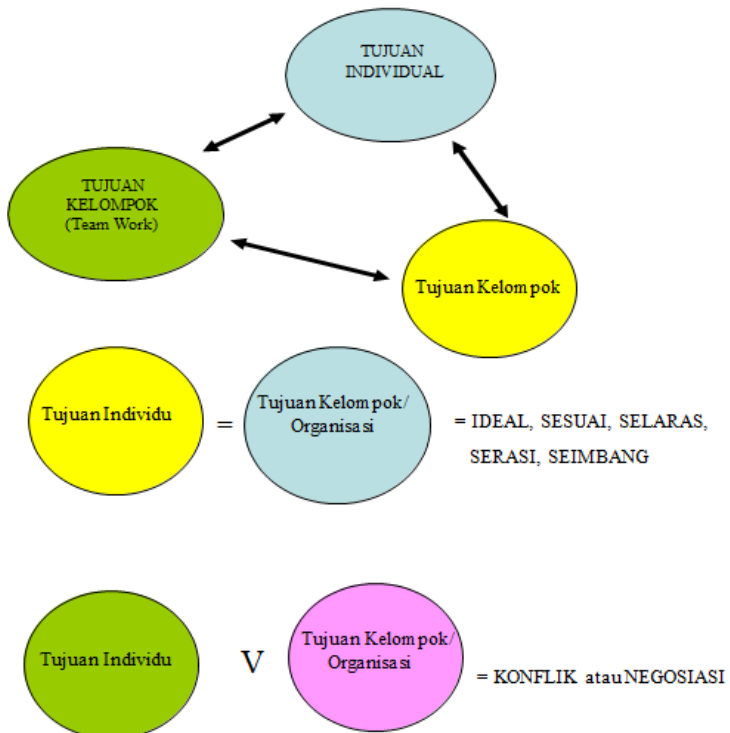 TUJUAN
INDIVIDUAL
TUJUAN
KELOMPOK
(Team Work)
Tujuan Kelompok
Tujuan Individu
=
Tujuan Kelompok/
Organisasi
= IDEAL, SESUAI, SELARAS,
SERASI, SEIMBANG
Tujuan Individu
V
Tujuan Kelompok/
Organisasi
= KONFLIK atau NEGOSIASI